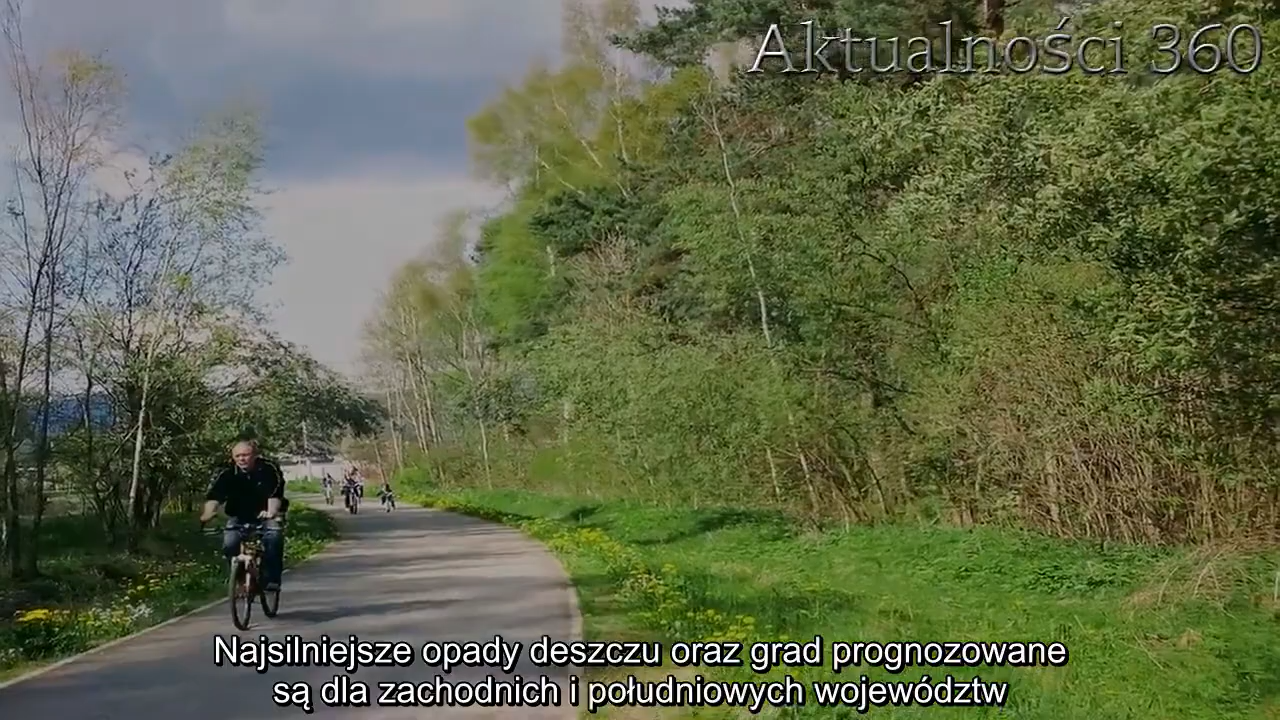 Aktualności 360
Najsilniejsze opady deszczu oraz grad prognozowane
są dla zachodnich i południowych województw